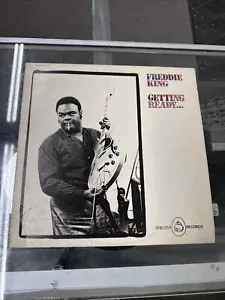 FREDDIE
KING
GETTING
READY...
SHELTER RECORDS